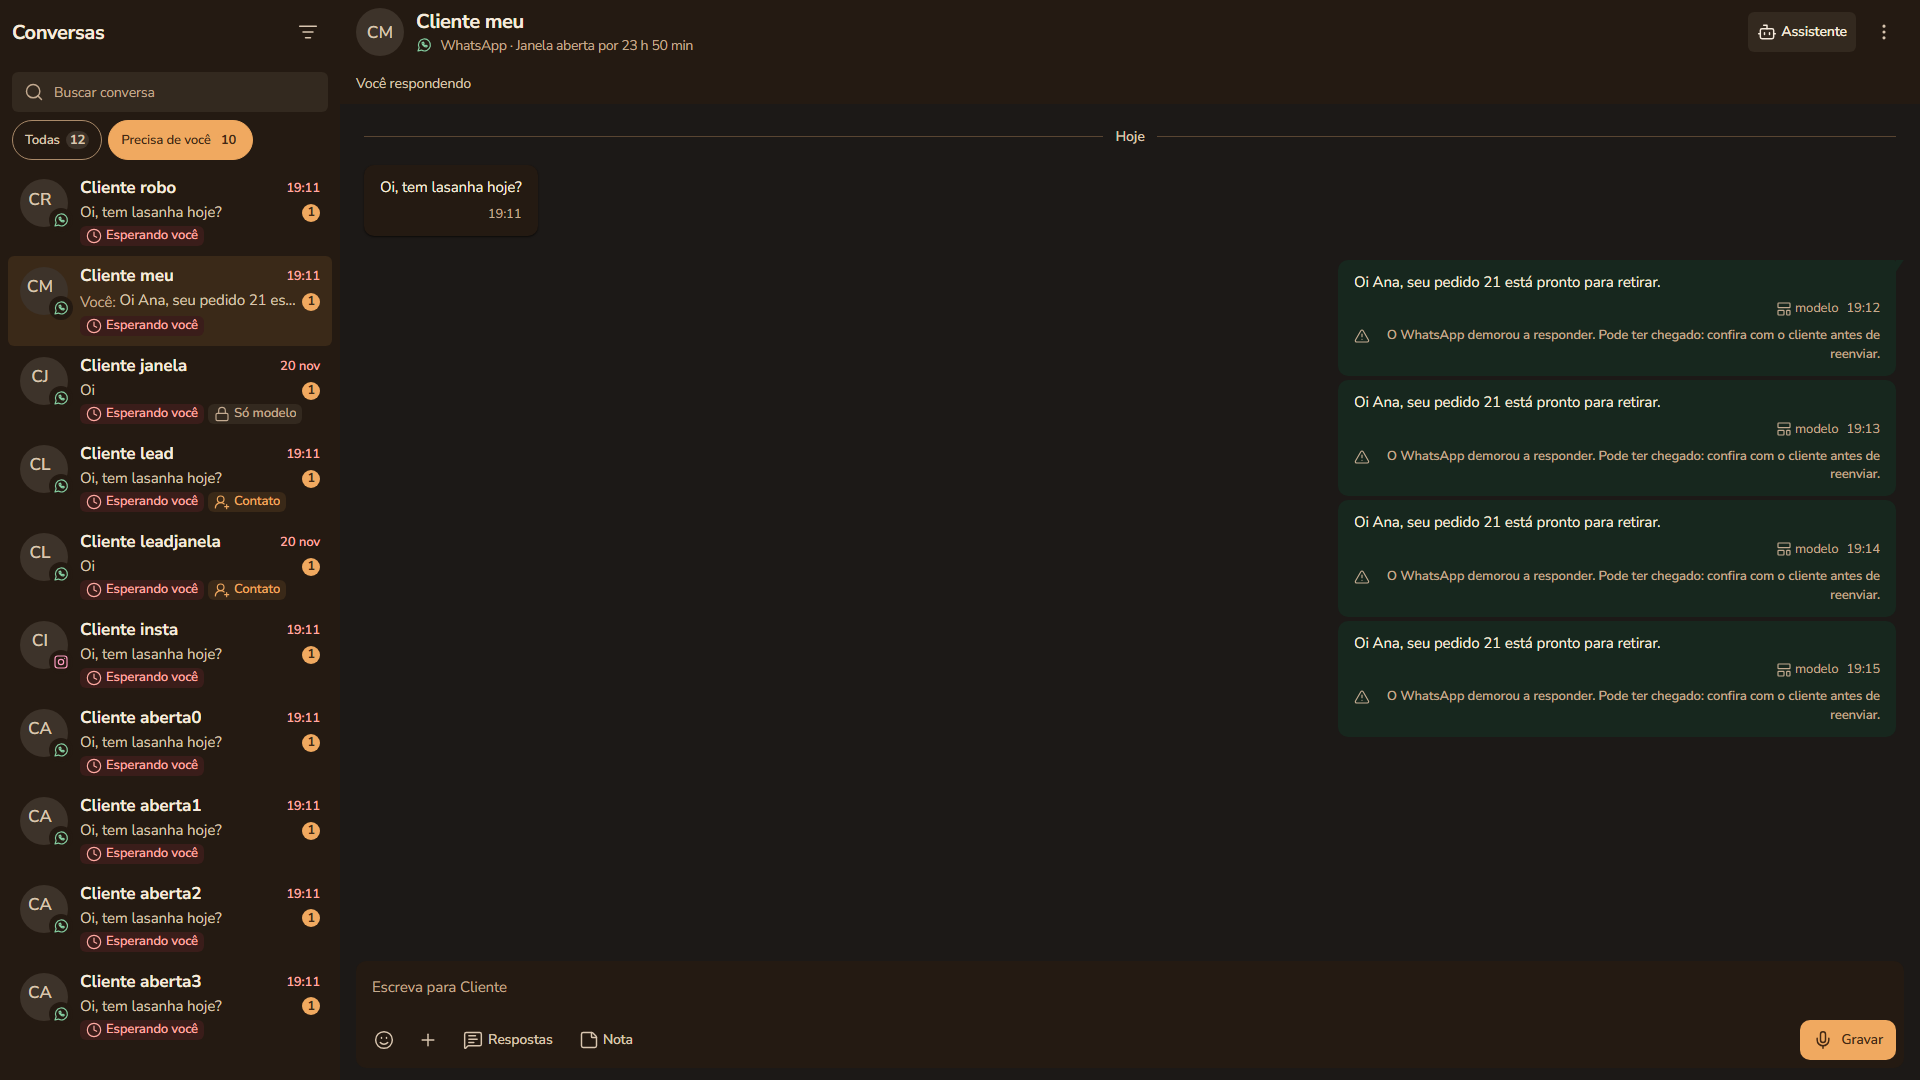 Conversas
Buscar conversa
Todas 12
Precisa de você 10
CR
Cliente robo 19:11
Oi, tem lasanha hoje? 1
Esperando você
CM
Cliente meu 19:11
Você: Oi Ana, seu pedido 21 es... 1
Esperando você
CJ
Cliente janela 20 nov
Oi 1
Esperando você Só modelo
CL
Cliente lead 19:11
Oi, tem lasanha hoje? 1
Esperando você Contato
CL
Cliente leadjanela 20 nov
Oi 1
Esperando você Contato
CI
Cliente insta 19:11
Oi, tem lasanha hoje? 1
Esperando você
CA
Cliente aberta0 19:11
Oi, tem lasanha hoje? 1
Esperando você
CA
Cliente aberta1 19:11
Oi, tem lasanha hoje? 1
Esperando você
CA
Cliente aberta2 19:11
Oi, tem lasanha hoje? 1
Esperando você
CA
Cliente aberta3 19:11
Oi, tem lasanha hoje? 1
Esperando você
CM
Cliente meu
WhatsApp · Janela aberta por 23 h 50 min
Assistente
Você respondendo
Hoje
Oi, tem lasanha hoje?
19:11
Oi Ana, seu pedido 21 está pronto para retirar.
modelo 19:12
O WhatsApp demorou a responder. Pode ter chegado: confira com o cliente antes de
reenviar.
Oi Ana, seu pedido 21 está pronto para retirar.
modelo 19:13
O WhatsApp demorou a responder. Pode ter chegado: confira com o cliente antes de
reenviar.
Oi Ana, seu pedido 21 está pronto para retirar.
modelo 19:14
O WhatsApp demorou a responder. Pode ter chegado: confira com o cliente antes de
reenviar.
Oi Ana, seu pedido 21 está pronto para retirar.
modelo 19:15
O WhatsApp demorou a responder. Pode ter chegado: confira com o cliente antes de
reenviar.
Escreva para Cliente
Respostas
Nota
Gravar